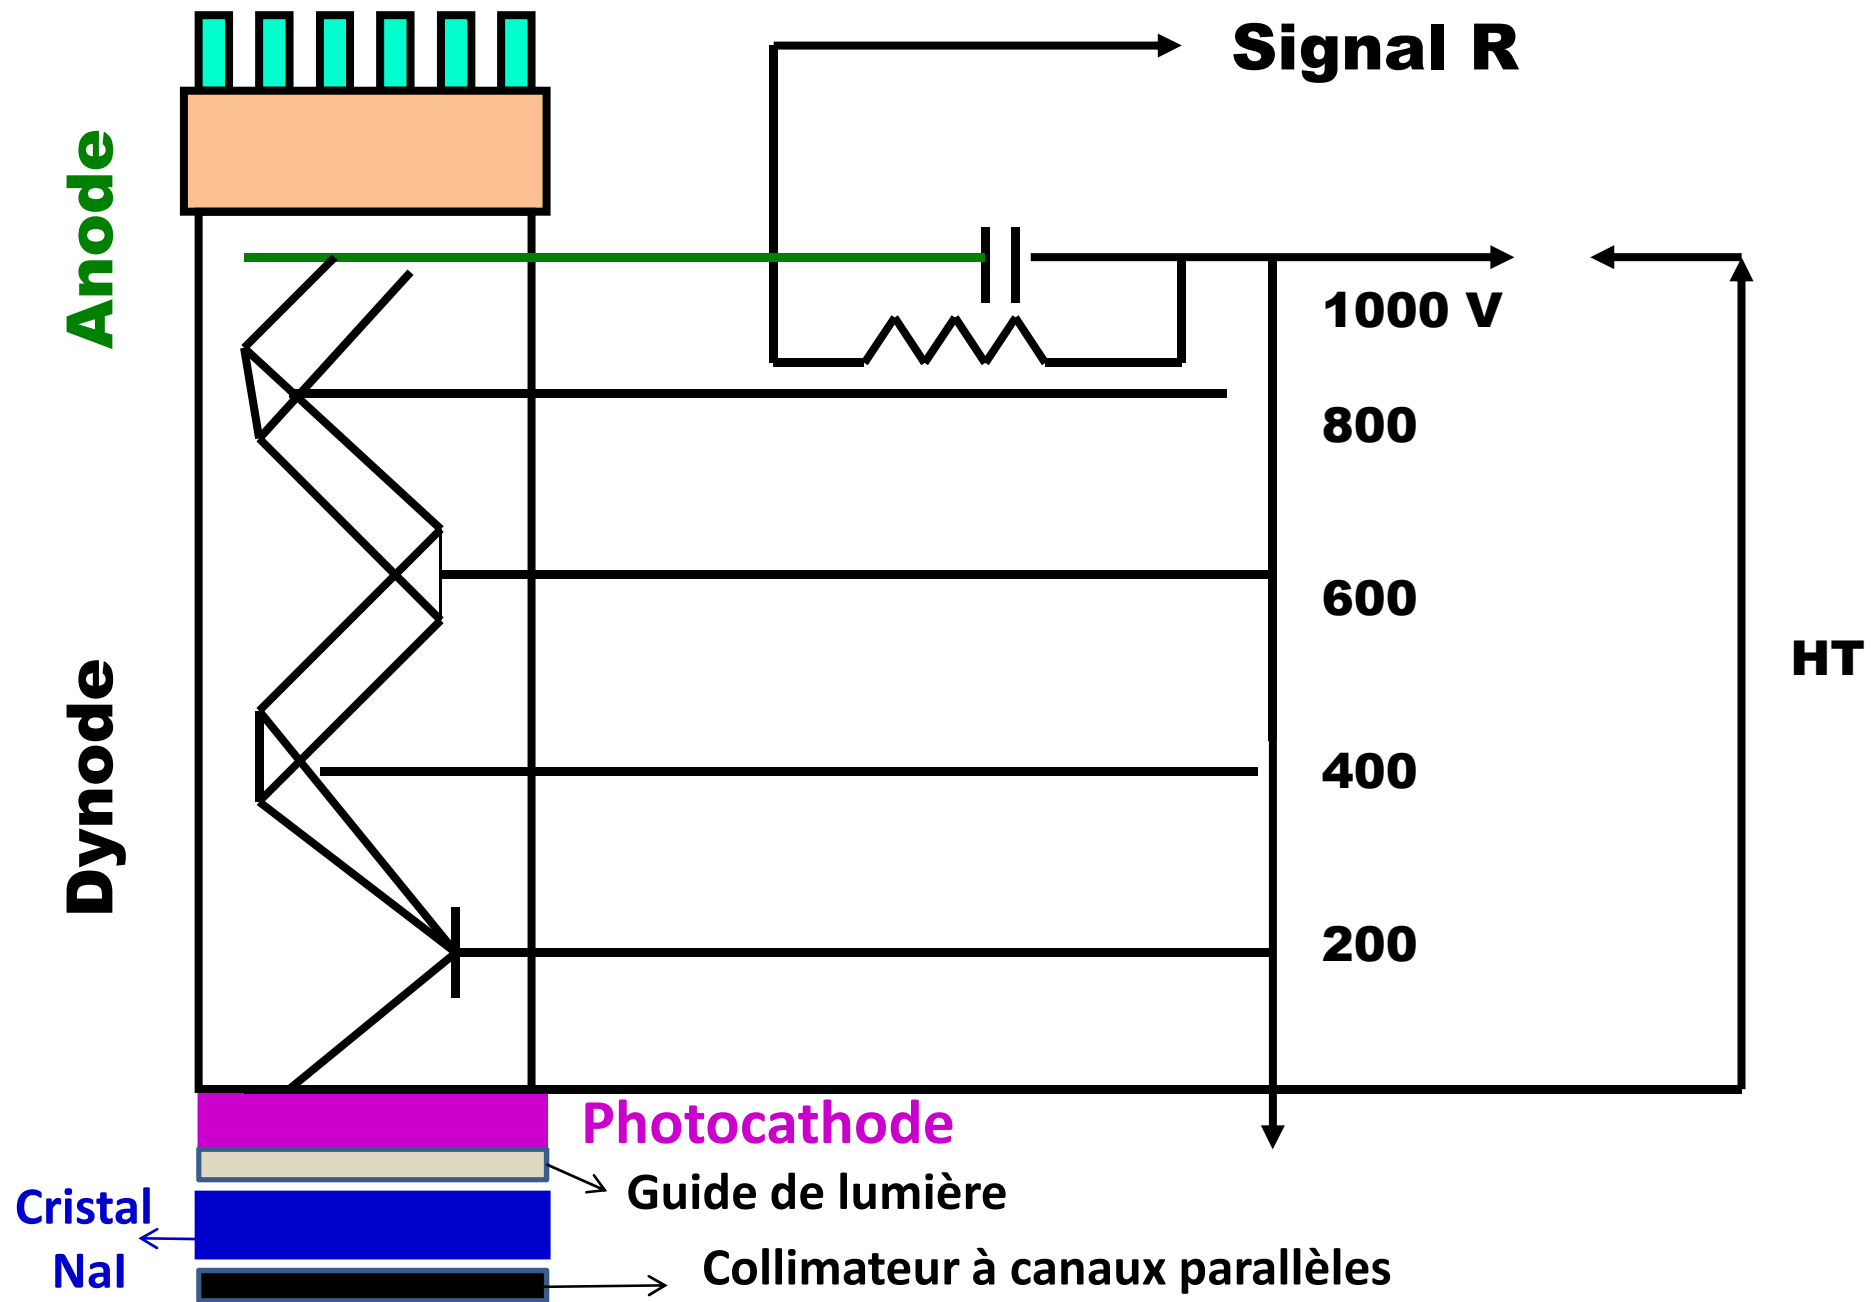 Signal R
Anode
1000 V
800
600
HT
Dynode
400
200
Photocathode
Guide de lumière
Cristal
NaI
Collimateur à canaux parallèles